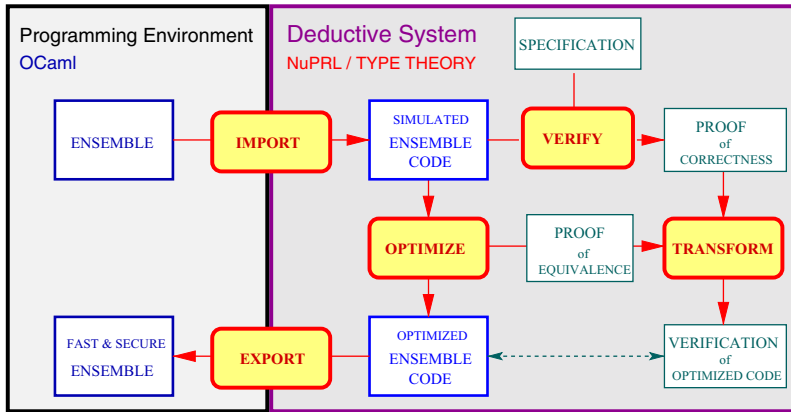 Programming Environment
OCaml
Deductive System
NuPRL / TYPE THEORY
SPECIFICATION
ENSEMBLE
IMPORT
SIMULATED
ENSEMBLE
CODE
VERIFY
PROOF
of
CORRECTNESS
OPTIMIZE
PROOF
of
EQUIVALENCE
TRANSFORM
FAST & SECURE
ENSEMBLE
EXPORT
OPTIMIZED
ENSEMBLE
CODE
VERIFICATION
of
OPTIMIZED CODE